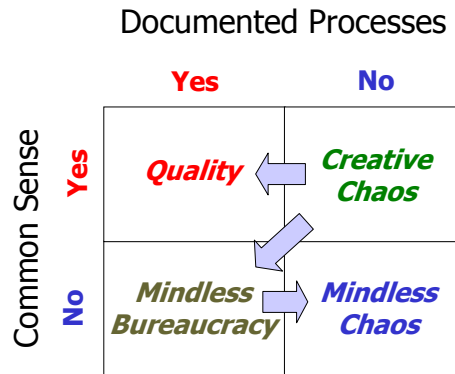 Documented Processes
Yes
No
Common Sense
Yes
No
Quality
Creative
Chaos
Mindless
Bureaucracy
Mindless
Chaos